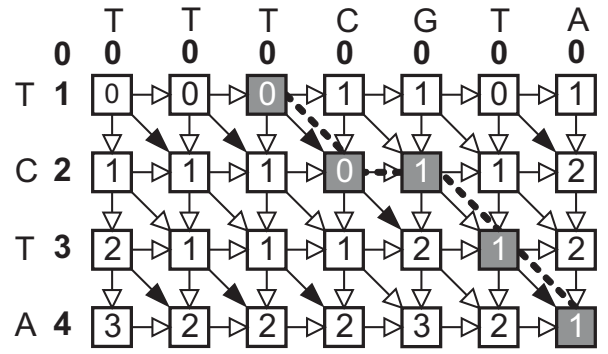 T T T C G T A
0 0 0 0 0 0 0 0
T 1 0 0 0 1 1 0 1
C 2 1 1 1 0 1 1 2
T 3 2 1 1 1 2 1 2
A 4 3 2 2 2 3 2 1